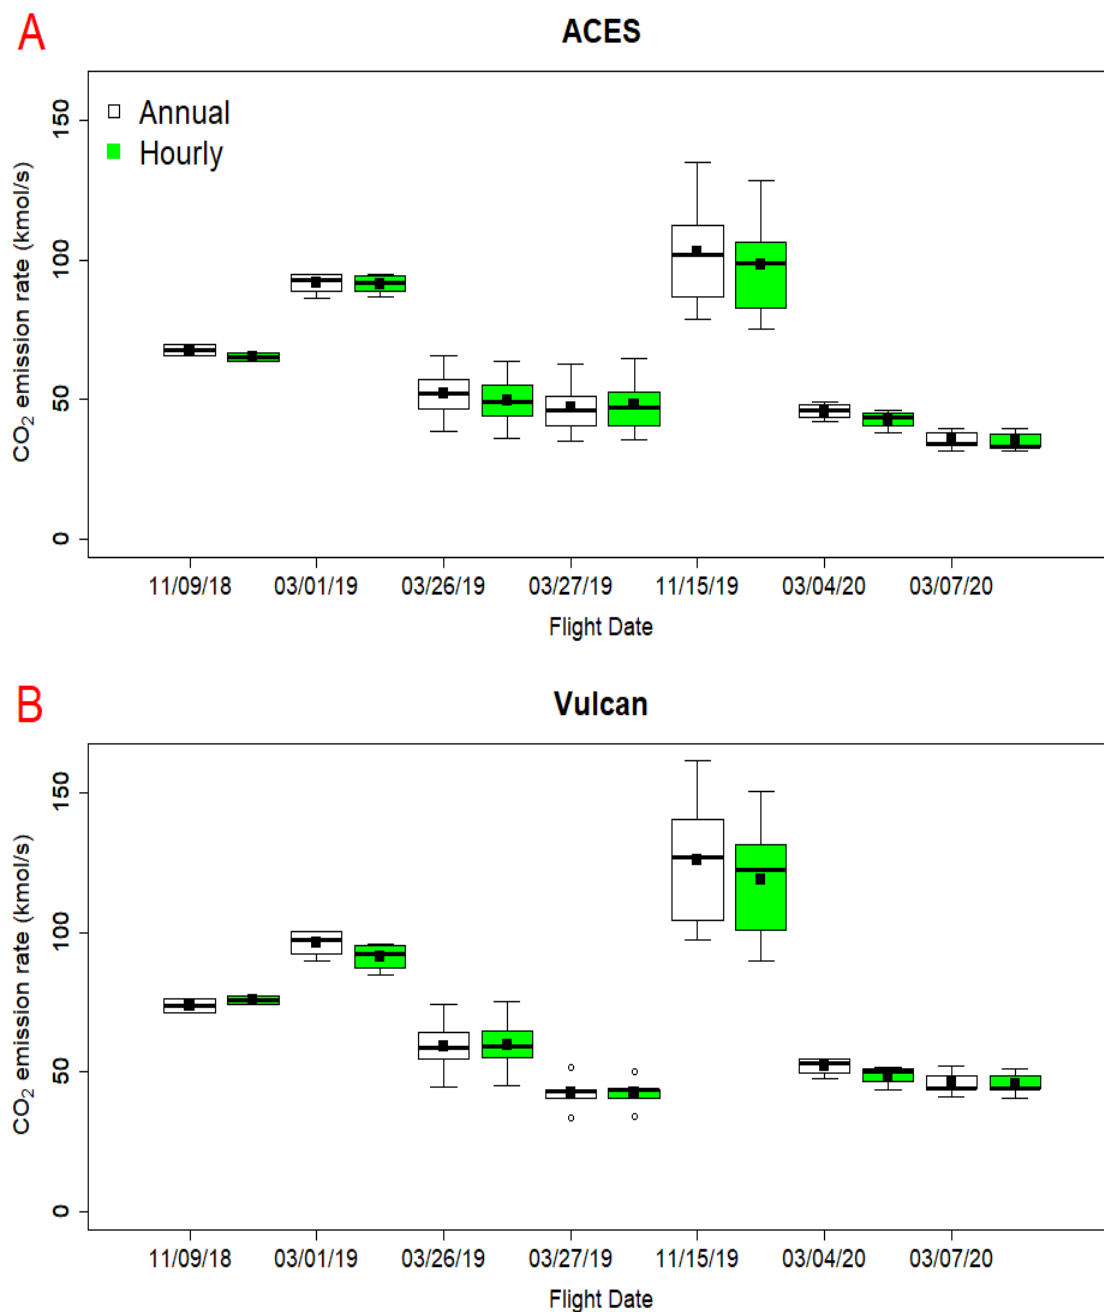 A
ACES
Annual
Hourly
CO₂ emission rate (kmol/s)
150
100
50
0
11/09/18 03/01/19 03/26/19 03/27/19 11/15/19 03/04/20 03/07/20
Flight Date
B
Vulcan
CO₂ emission rate (kmol/s)
150
100
50
0
11/09/18 03/01/19 03/26/19 03/27/19 11/15/19 03/04/20 03/07/20
Flight Date